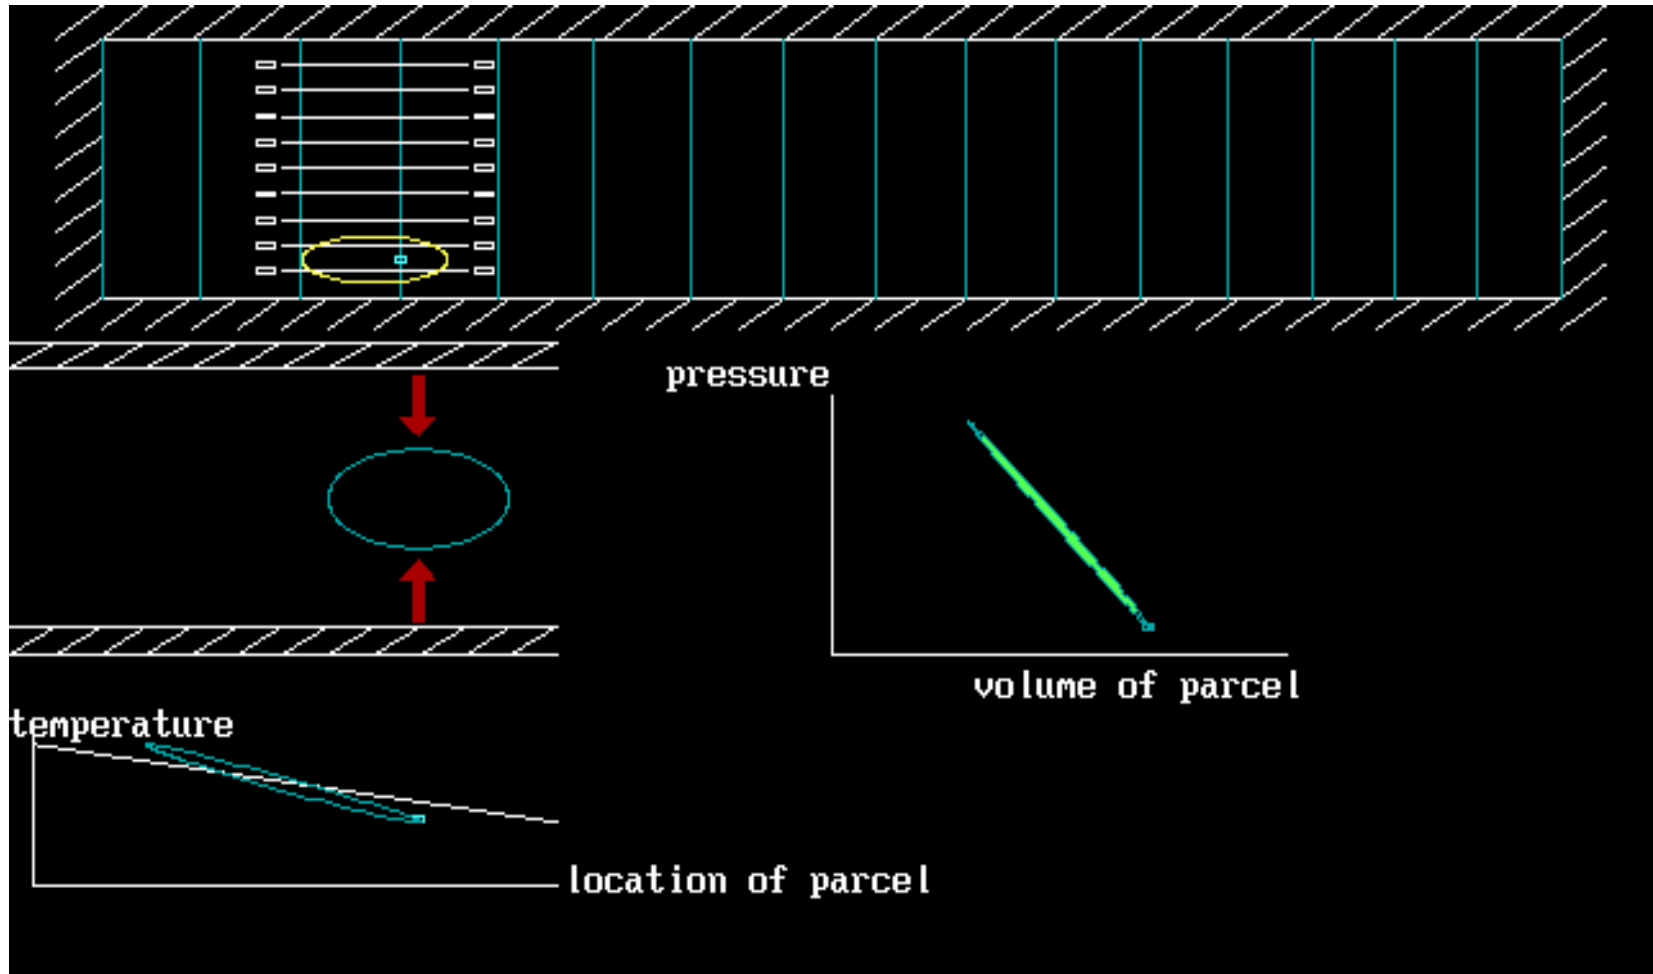 pressure
volume of parcel
temperature
location of parcel